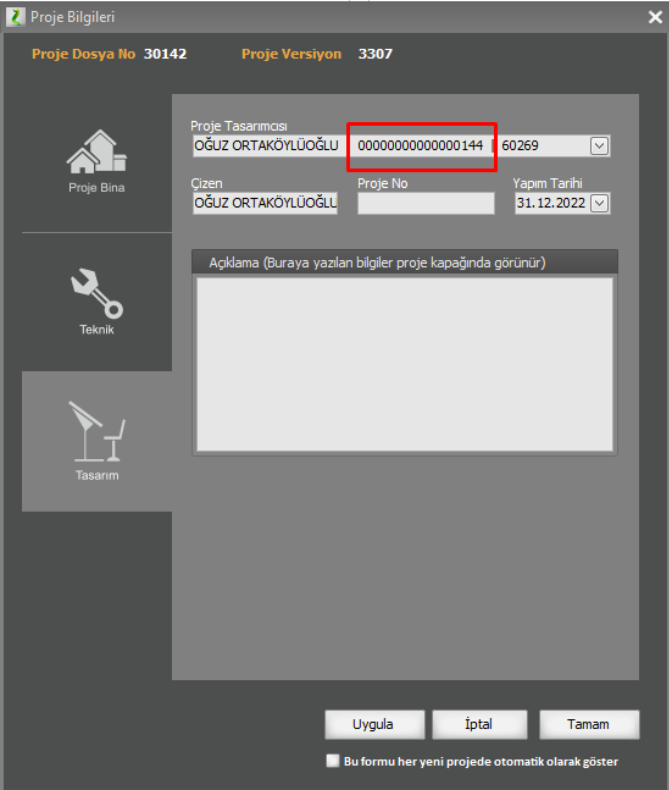 Proje Bilgileri
Proje Dosya No 30142 Proje Versiyon 3307
Proje Bina
Teknik
Tasarım
Proje Tasarımcısı
OĞUZ ORTAKÖYLÜOĞLU 00000000000000144 | 60269
Çizen Proje No Yapım Tarihi
OĞUZ ORTAKÖYLÜOĞLU 31.12.2022
Açıklama (Buraya yazılan bilgiler proje kapağında görünür)
Uygula İptal Tamam
Bu formu her yeni projede otomatik olarak göster